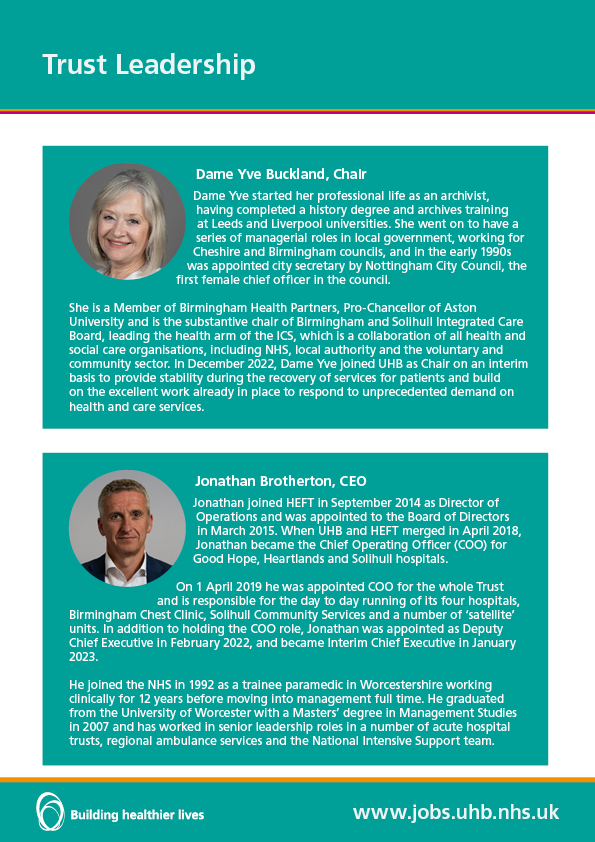 Trust Leadership
Dame Yve Buckland, Chair
Dame Yve started her professional life as an archivist,
having completed a history degree and archives training
at Leeds and Liverpool universities. She went on to have a
series of managerial roles in local government, working for
Cheshire and Birmingham councils, and in the early 1990s
was appointed city secretary by Nottingham City Council, the
first female chief officer in the council.
She is a Member of Birmingham Health Partners, Pro-Chancellor of Aston
University and is the substantive chair of Birmingham and Solihull Integrated Care
Board, leading the health arm of the ICS, which is a collaboration of all health and
social care organisations, including NHS, local authority and the voluntary and
community sector. In December 2022, Dame Yve joined UHB as Chair on an interim
basis to provide stability during the recovery of services for patients and build
on the excellent work already in place to respond to unprecedented demand on
health and care services.
Jonathan Brotherton, CEO
Jonathan joined HEFT in September 2014 as Director of
Operations and was appointed to the Board of Directors
in March 2015. When UHB and HEFT merged in April 2018,
Jonathan became the Chief Operating Officer (COO) for
Good Hope, Heartlands and Solihull hospitals.
On 1 April 2019 he was appointed COO for the whole Trust
and is responsible for the day to day running of its four hospitals,
Birmingham Chest Clinic, Solihull Community Services and a number of ‘satellite’
units. In addition to holding the COO role, Jonathan was appointed as Deputy
Chief Executive in February 2022, and became Interim Chief Executive in January
2023.
He joined the NHS in 1992 as a trainee paramedic in Worcestershire working
clinically for 12 years before moving into management full time. He graduated
from the University of Worcester with a Masters’ degree in Management Studies
in 2007 and has worked in senior leadership roles in a number of acute hospital
trusts, regional ambulance services and the National Intensive Support team.
Building healthier lives
www.jobs.uhb.nhs.uk